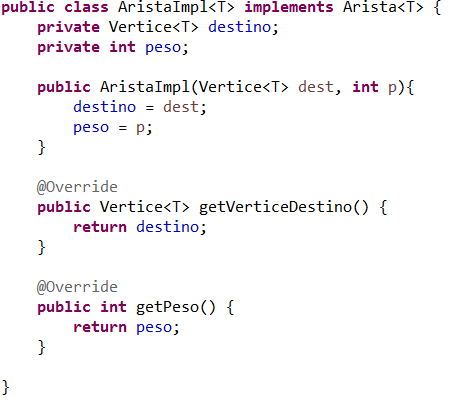 public class AristaImpl<T> implements Arista<T> {
    private Vertice<T> destino;
    private int peso;

    public AristaImpl(Vertice<T> dest, int p){
        destino = dest;
        peso = p;
    }

    @Override
    public Vertice<T> getVerticeDestino() {
        return destino;
    }

    @Override
    public int getPeso() {
        return peso;
    }

}